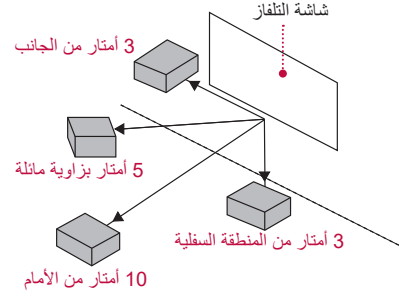 شاشة التلفاز
3 أمتار من الجانب
5 أمتار بزاوية مائلة
3 أمتار من المنطقة السفلية
10 أمتار من الأمام